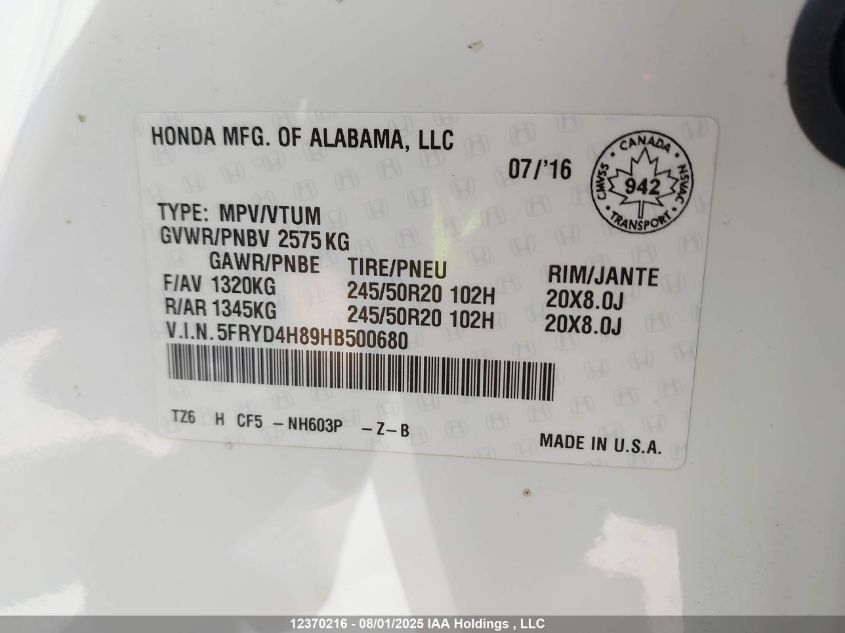 HONDA MFG. OF ALABAMA, LLC
07/'16
CANADA
CMVSS 942 NSVAC
TRANSPORT
TYPE: MPV/VTUM
GVWR/PNBV 2575 KG
GAWR/PNBE TIRE/PNEU RIM/JANTE
F/AV 1320KG 245/50R20 102H 20X8.0J
R/AR 1345KG 245/50R20 102H 20X8.0J
V.I.N. 5FRYD4H89HB500680
TZ6 H CF5 -NH603P -Z-B
MADE IN U.S.A.
12370216 - 08/01/2025 IAA Holdings , LLC